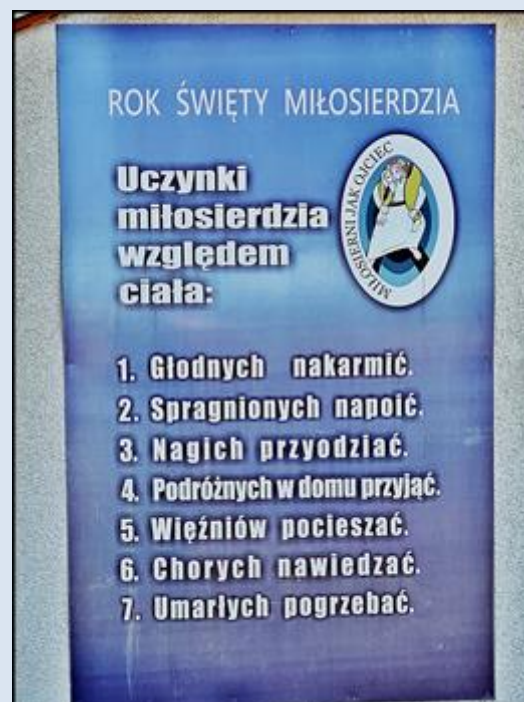 ROK ŚWIĘTY MIŁOSIERDZIA
Uczynki
miłosierdzia
względem
ciała:
MIŁOSIERNI JAK OJCIEC
1. Głodnych nakarmić.
2. Spragnionych napoić.
3. Nagich przyodziać.
4. Podróżnych w domu przyjąć.
5. Więźniów pocieszać.
6. Chorych nawiedzać.
7. Umarłych pogrzebać.